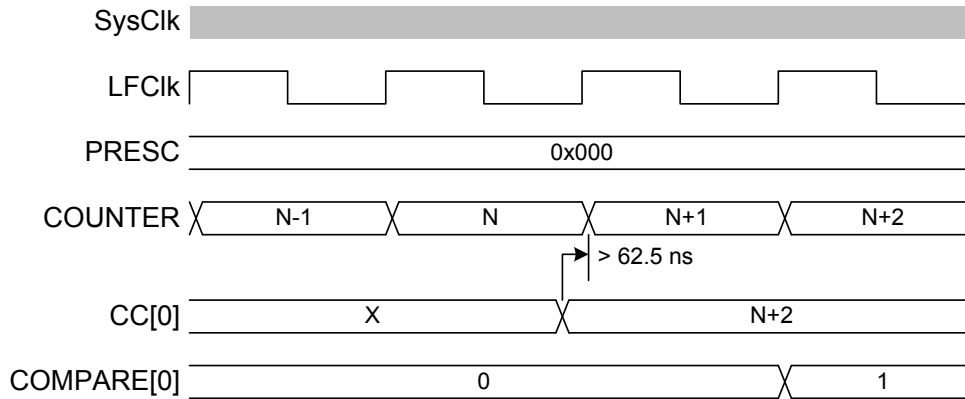 SysClk
LFClk
PRESC 0x000
COUNTER N-1 N N+1 N+2
> 62.5 ns
CC[0] X N+2
COMPARE[0] 0 1